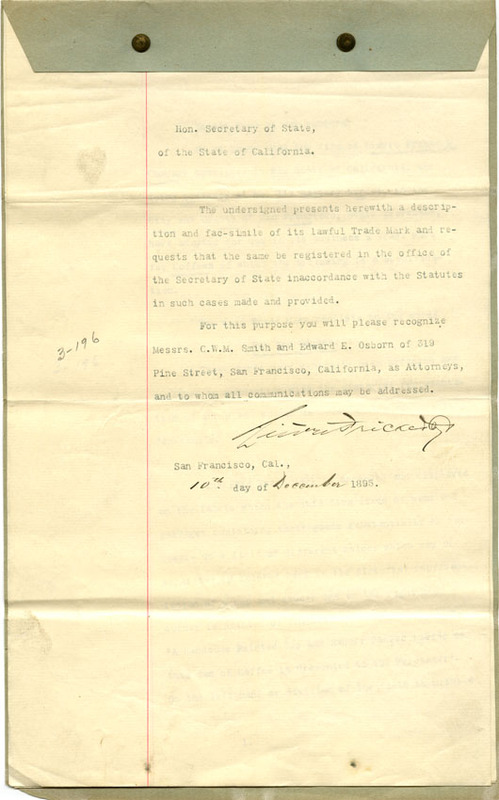 Hon. Secretary of State,
of the State of California.
The undersigned presents herewith a descrip-
tion and fac-simile of its lawful Trade Mark and re-
quests that the same be registered in the office of
the Secretary of State inaccordance with the Statutes
in such cases made and provided.
For this purpose you will please recognize
Messrs. C.W.M. Smith and Edward E. Osborn of 319
Pine Street, San Francisco, California, as Attorneys,
and to whom all communications may be addressed.
3-196
San Francisco, Cal.,
10th day of December 1895.